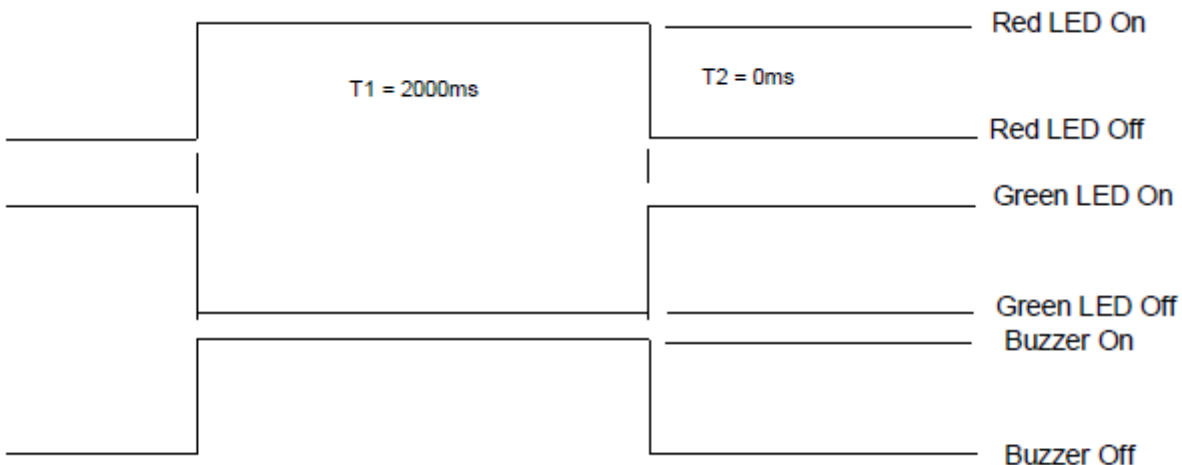 Red LED On
T1 = 2000ms
T2 = 0ms
Red LED Off
Green LED On
Green LED Off
Buzzer On
Buzzer Off